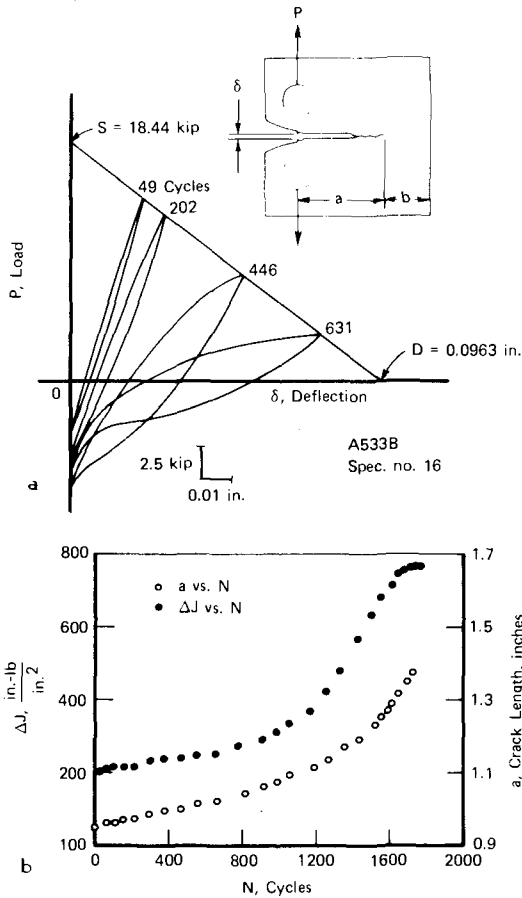 P
δ
S = 18.44 kip
49 Cycles
202
a
b
P, Load
446
631
D = 0.0963 in.
0
δ, Deflection
2.5 kip
0.01 in.
A533B
Spec. no. 16
a
800
1.7
a vs. N
ΔJ vs. N
600
1.5
ΔJ, in.-lb / in.2
400
1.3
a, Crack Length, inches
200
1.1
100
0.9
b
0
400
800
1200
1600
2000
N, Cycles